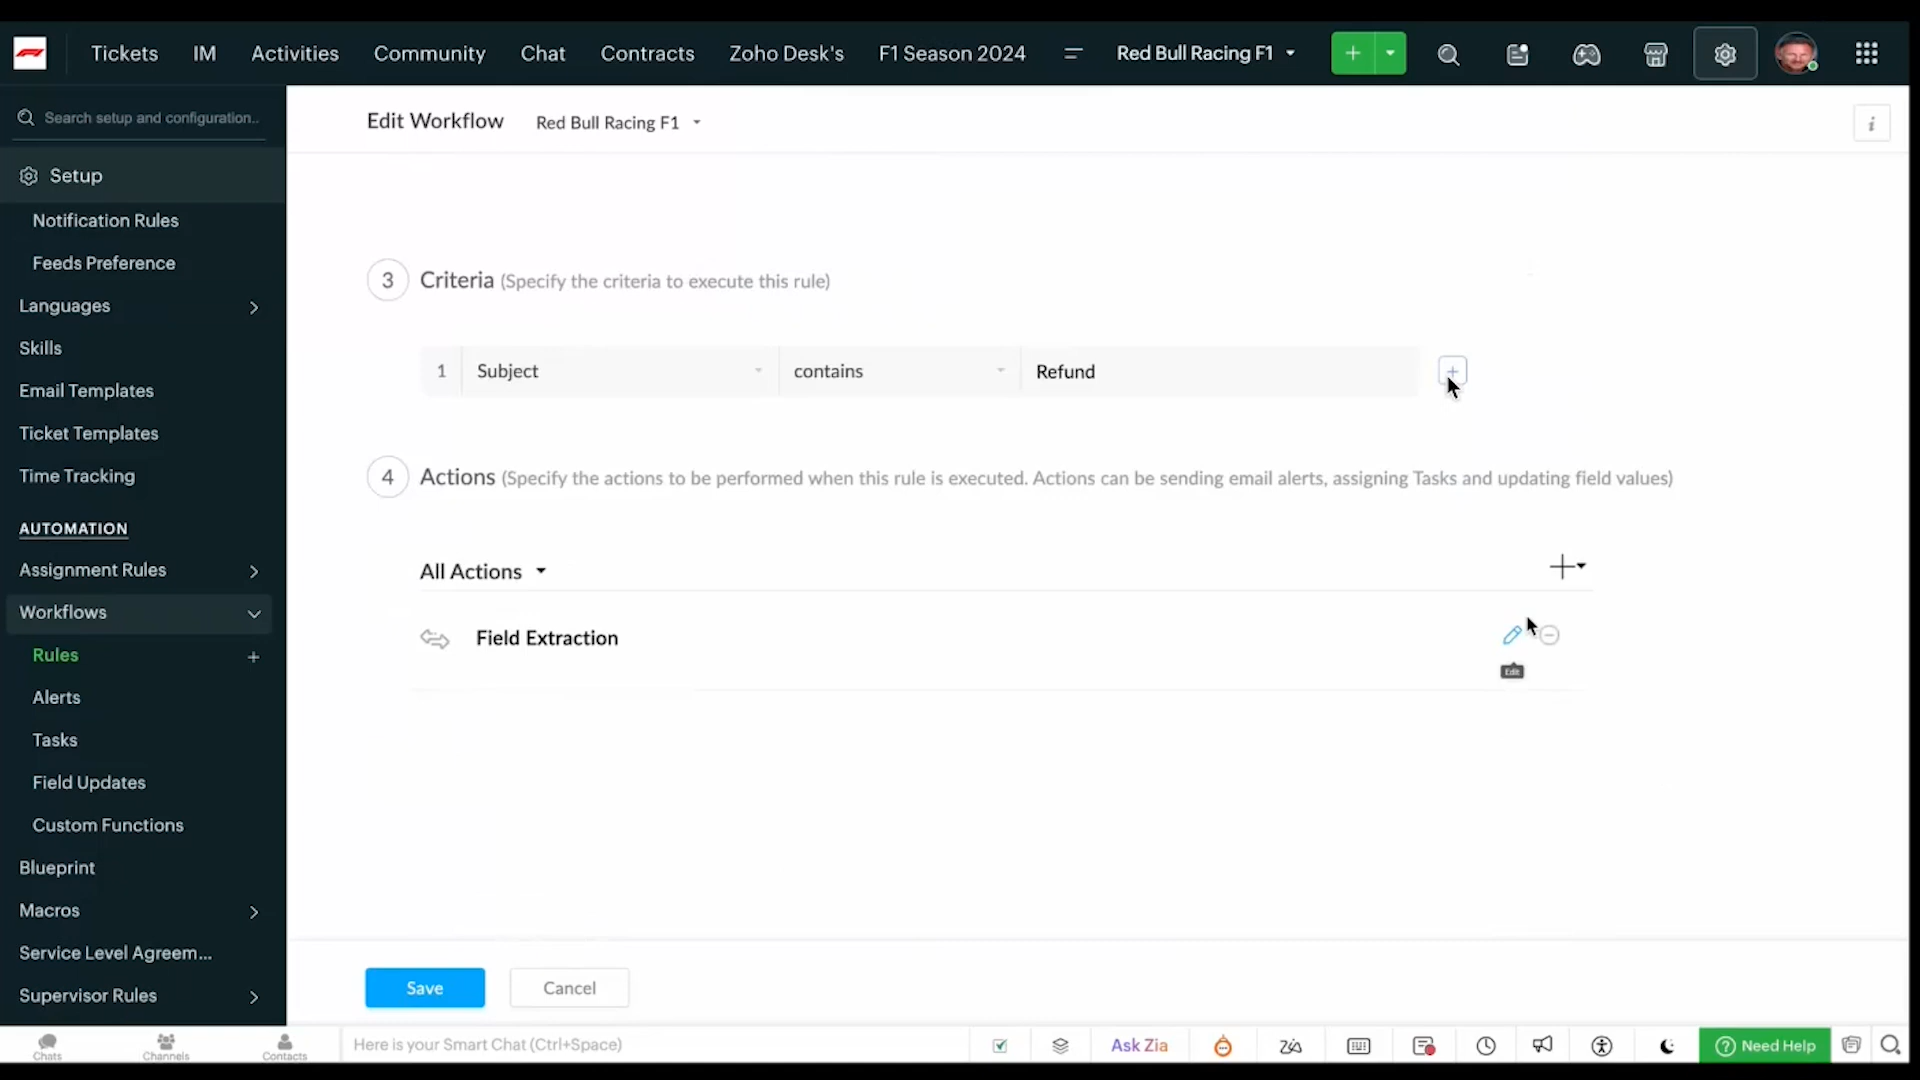 Tickets
IM
Activities
Community
Chat
Contracts
Zoho Desk's
F1 Season 2024
Red Bull Racing F1
Search setup and configuration..
Setup
Notification Rules
Feeds Preference
Languages
Skills
Email Templates
Ticket Templates
Time Tracking
AUTOMATION
Assignment Rules
Workflows
Rules
Alerts
Tasks
Field Updates
Custom Functions
Blueprint
Macros
Service Level Agreem...
Supervisor Rules
Edit Workflow
Red Bull Racing F1
i
3 Criteria (Specify the criteria to execute this rule)
1 Subject contains Refund
4 Actions (Specify the actions to be performed when this rule is executed. Actions can be sending email alerts, assigning Tasks and updating field values)
All Actions
Field Extraction
Edit
Save
Cancel
Chats
Channels
Contacts
Here is your Smart Chat (Ctrl+Space)
Ask Zia
Need Help